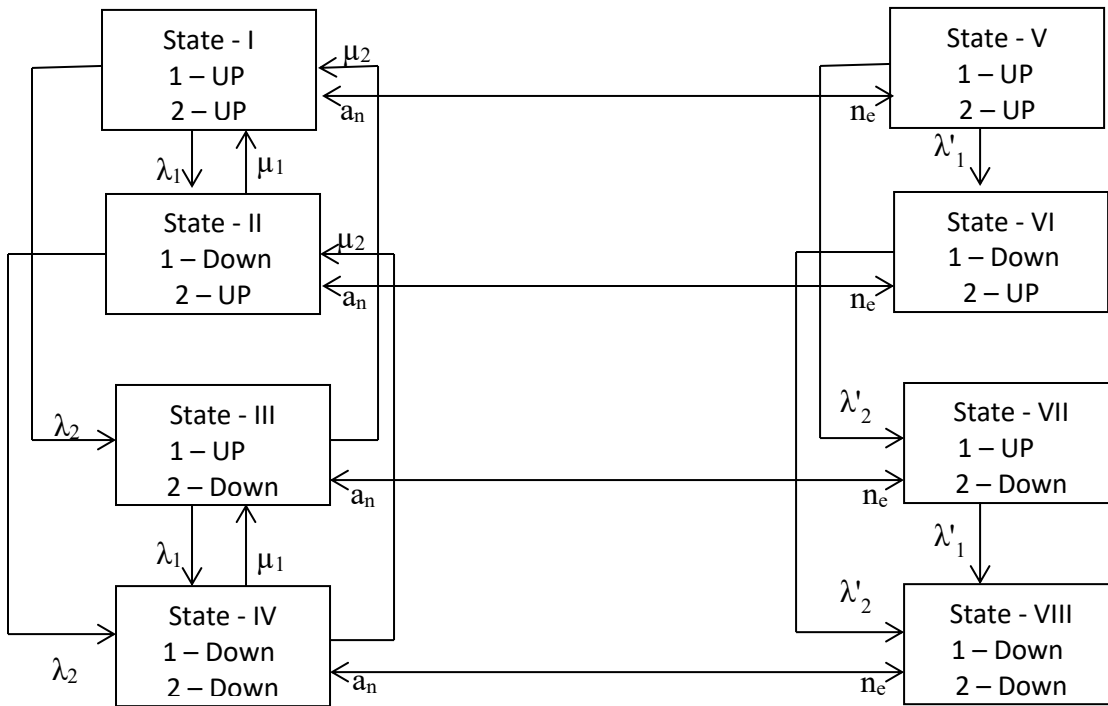 State - I
1 – UP
2 – UP
μ₂
aₙ
nₑ
State - V
1 – UP
2 – UP
λ₁
μ₁
λ'₁
State - II
1 – Down
2 – UP
μ₂
aₙ
nₑ
State - VI
1 – Down
2 – UP
λ₂
State - III
1 – UP
2 – Down
aₙ
nₑ
λ'₂
State - VII
1 – UP
2 – Down
λ₁
μ₁
λ'₁
λ₂
State - IV
1 – Down
2 – Down
aₙ
nₑ
λ'₂
State - VIII
1 – Down
2 – Down